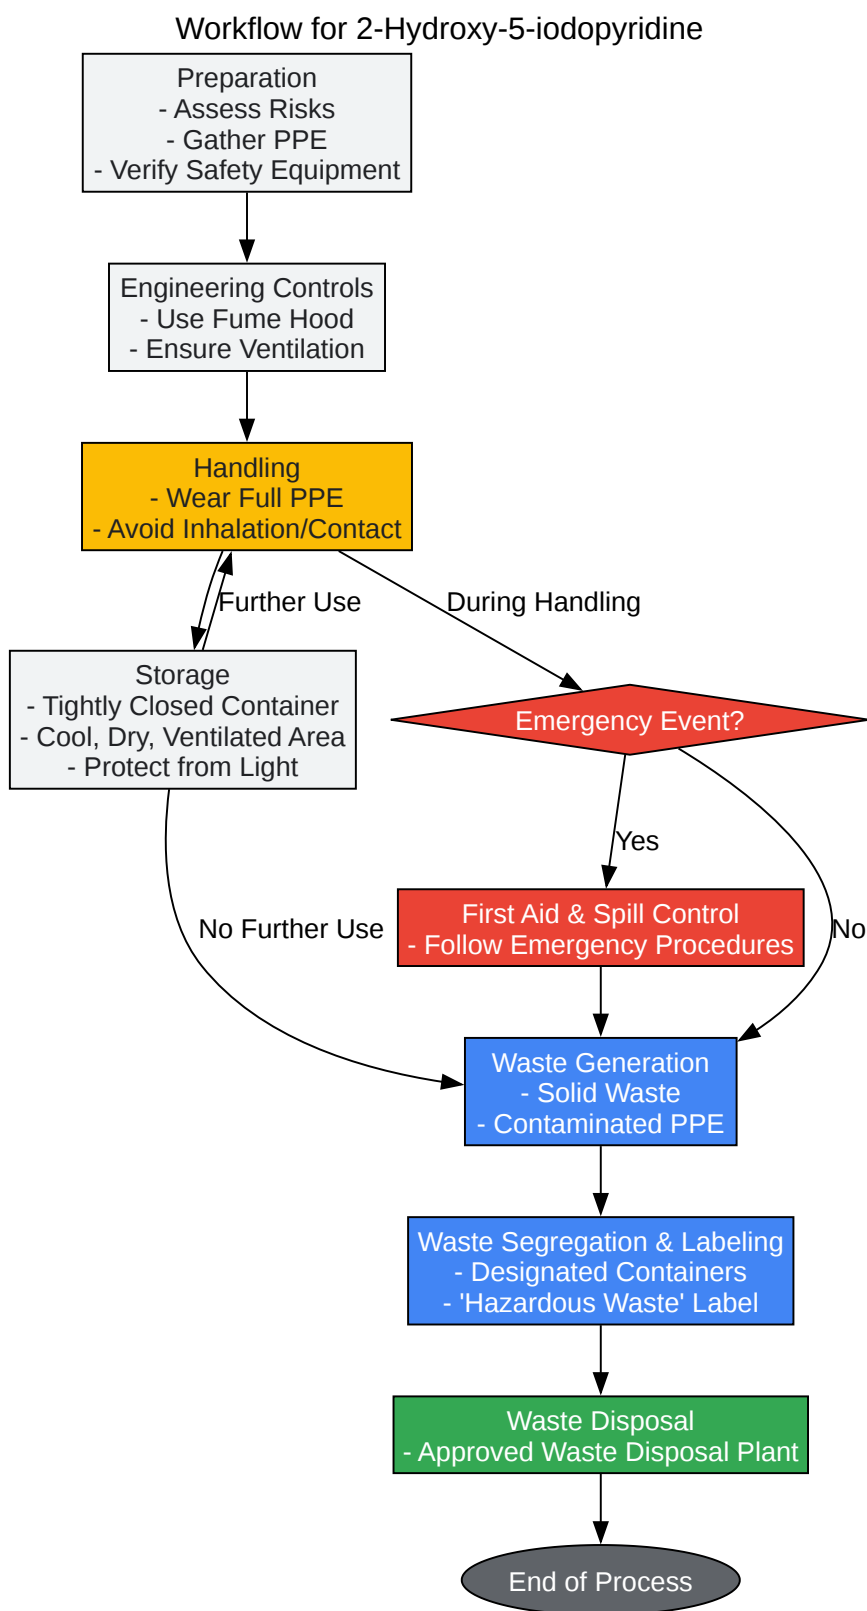 Workflow for 2-Hydroxy-5-iodopyridine
Preparation
- Assess Risks
- Gather PPE
- Verify Safety Equipment
Engineering Controls
- Use Fume Hood
- Ensure Ventilation
Handling
- Wear Full PPE
- Avoid Inhalation/Contact
Further Use
During Handling
Storage
- Tightly Closed Container
- Cool, Dry, Ventilated Area
- Protect from Light
Emergency Event?
Yes
First Aid & Spill Control
- Follow Emergency Procedures
No Further Use
No
Waste Generation
- Solid Waste
- Contaminated PPE
Waste Segregation & Labeling
- Designated Containers
- 'Hazardous Waste' Label
Waste Disposal
- Approved Waste Disposal Plant
End of Process